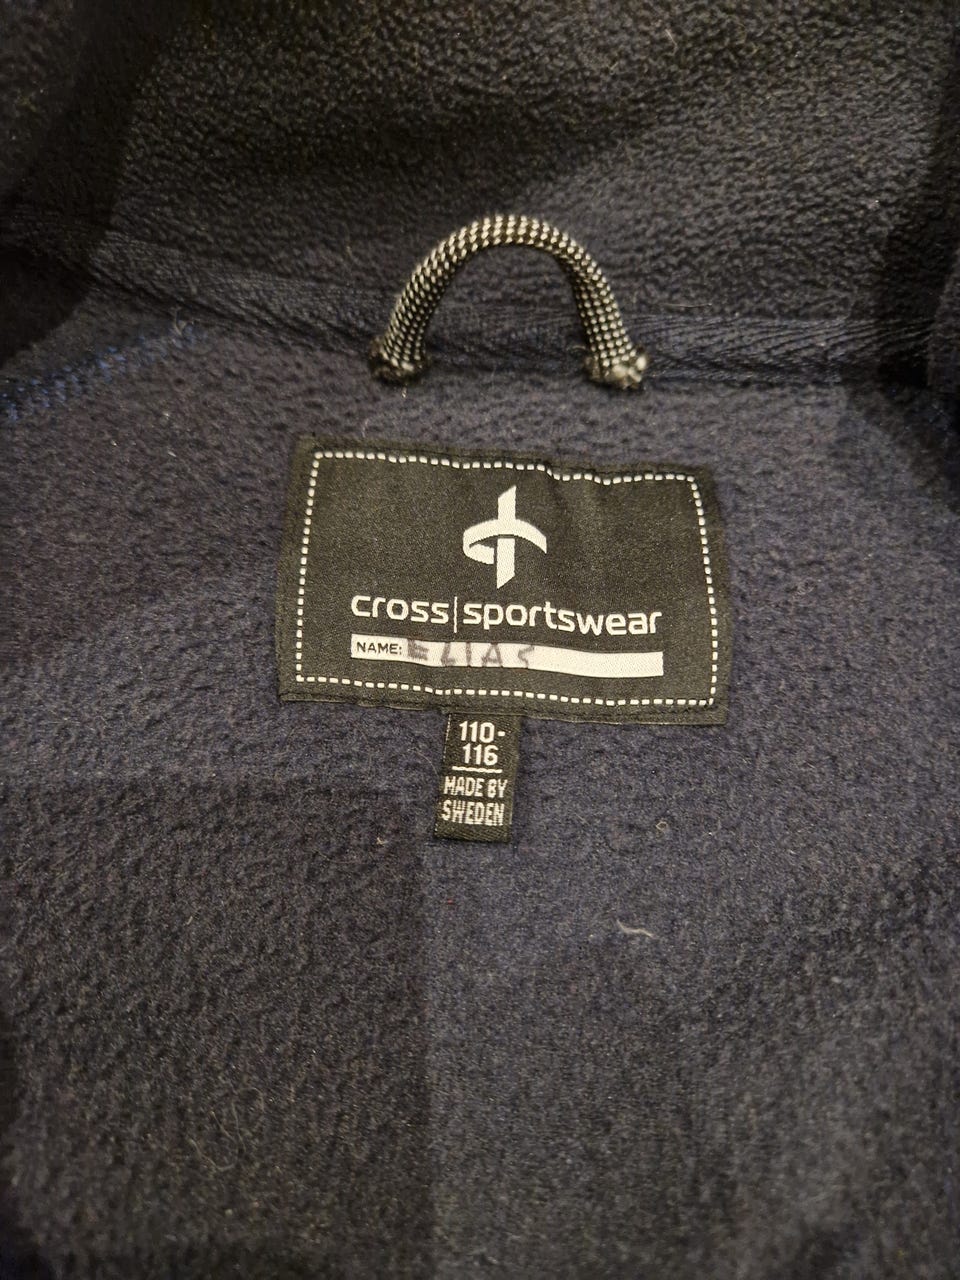 cross|sportswear
NAME: ELIAS
110-
116
MADE BY
SWEDEN